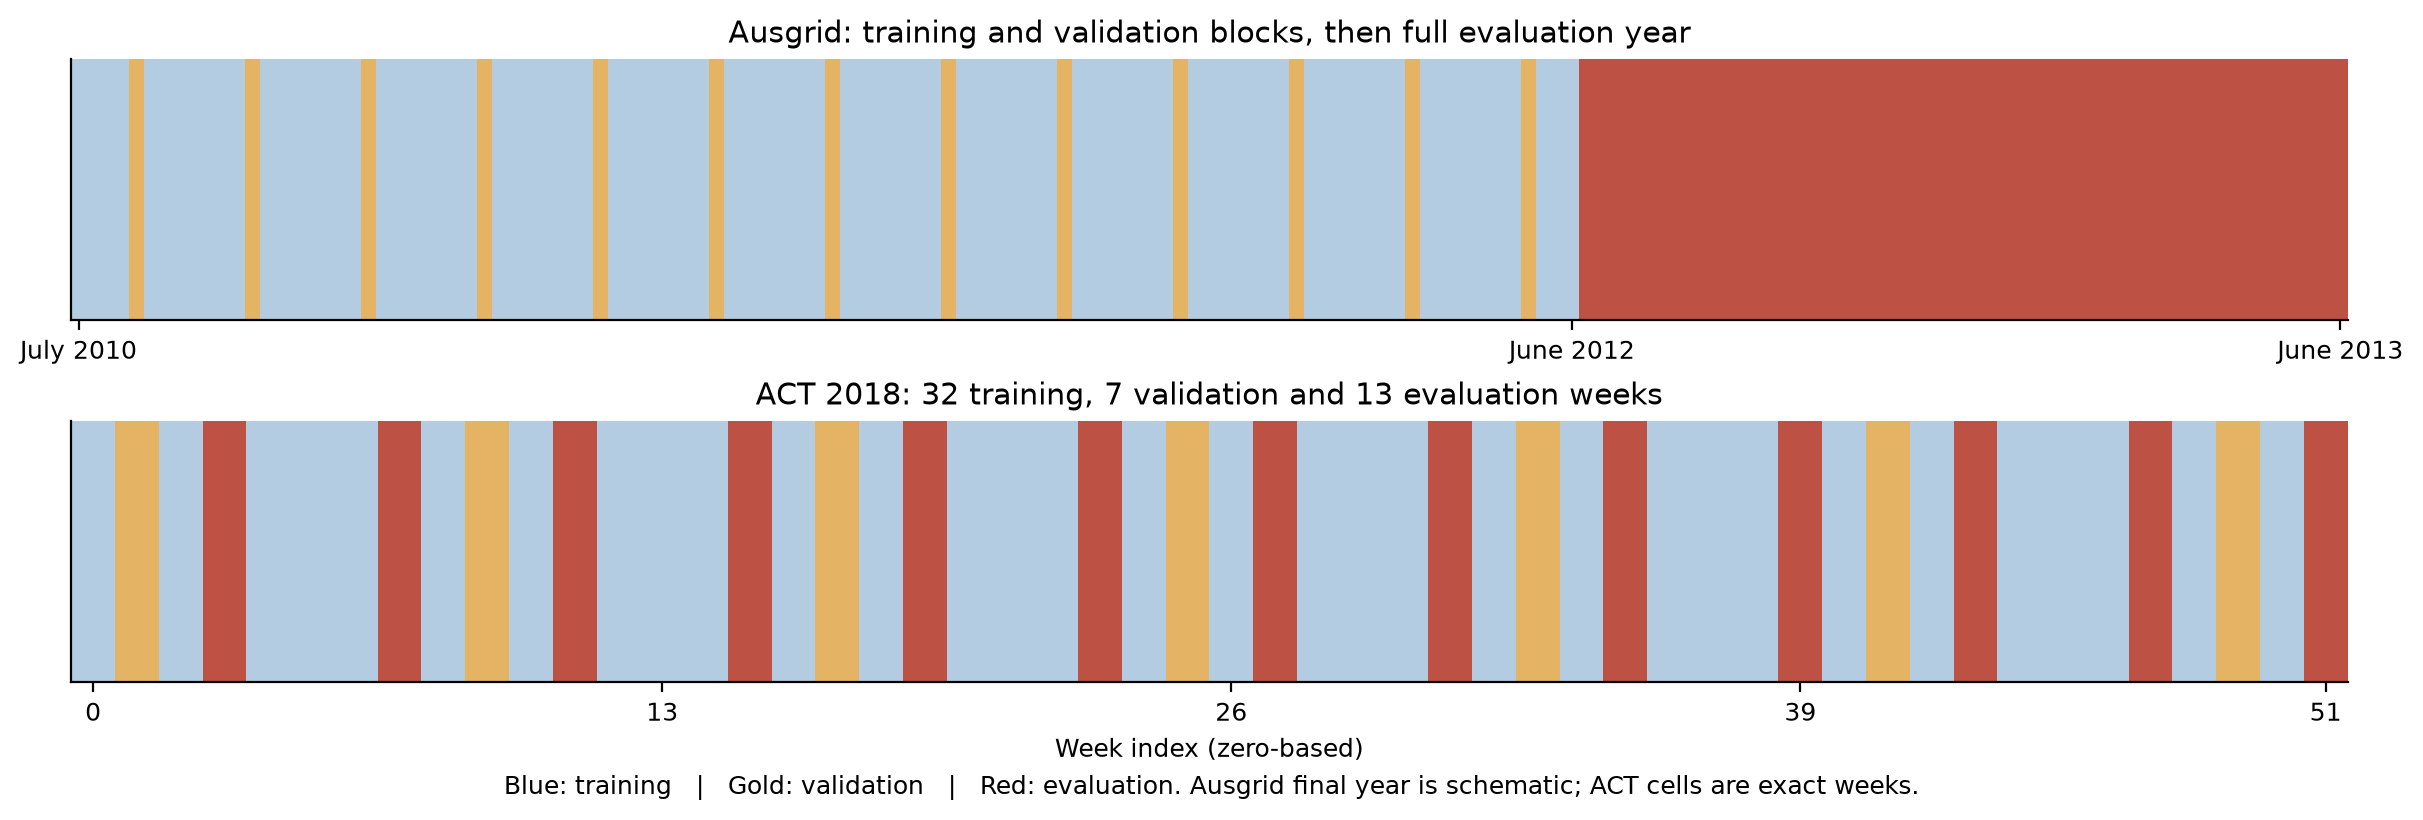 Ausgrid: training and validation blocks, then full evaluation year
July 2010 June 2012 June 2013
ACT 2018: 32 training, 7 validation and 13 evaluation weeks
0 13 26 39 51
Week index (zero-based)
Blue: training | Gold: validation | Red: evaluation. Ausgrid final year is schematic; ACT cells are exact weeks.